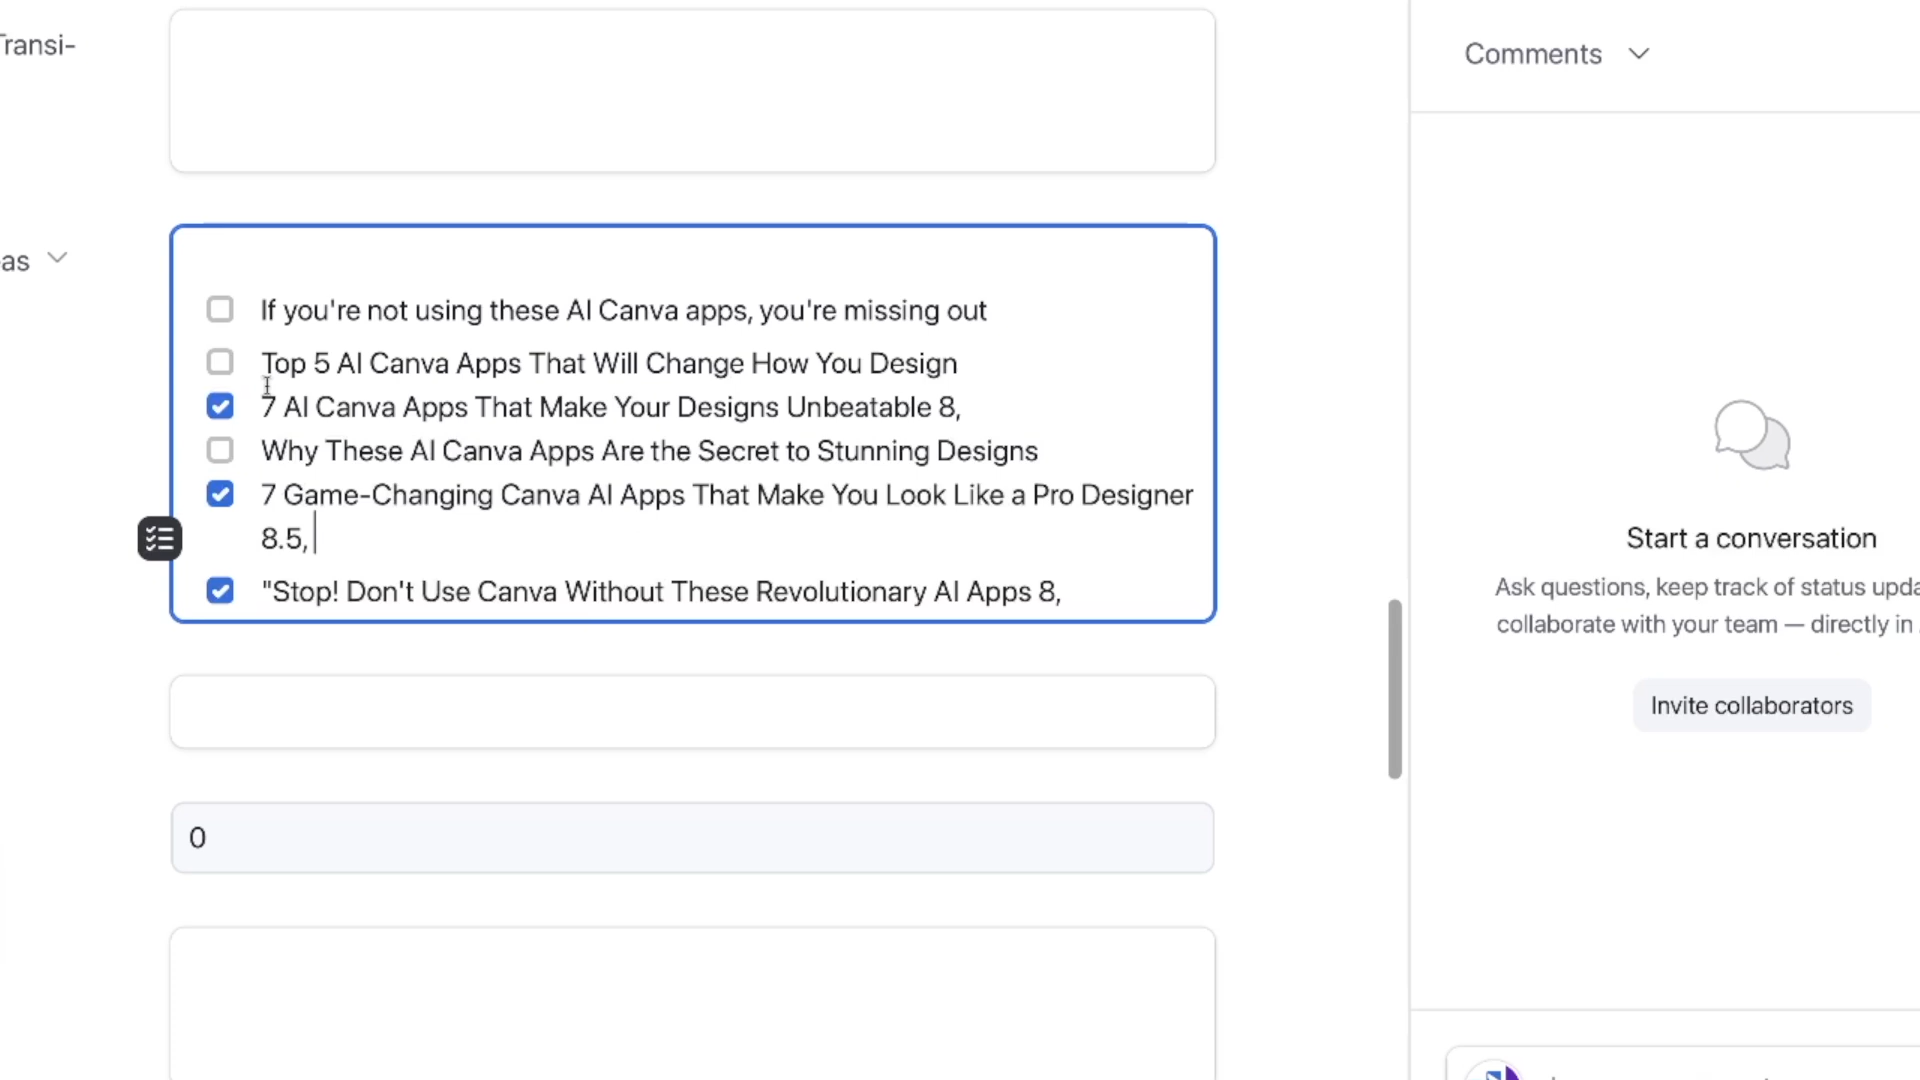 Transi-
as
If you're not using these AI Canva apps, you're missing out
Top 5 AI Canva Apps That Will Change How You Design
7 AI Canva Apps That Make Your Designs Unbeatable 8,
Why These AI Canva Apps Are the Secret to Stunning Designs
7 Game-Changing Canva AI Apps That Make You Look Like a Pro Designer
8.5,
"Stop! Don't Use Canva Without These Revolutionary AI Apps 8,
0
Comments
Start a conversation
Ask questions, keep track of status upda
collaborate with your team — directly in
Invite collaborators